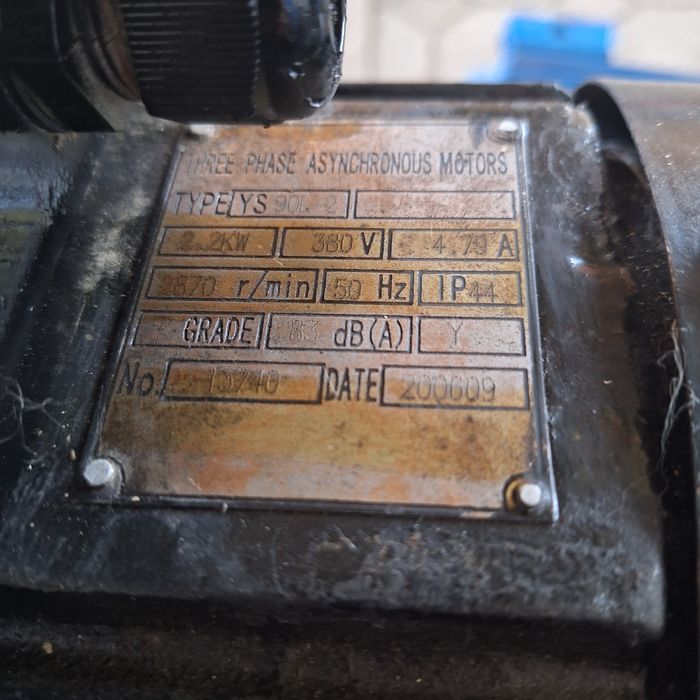 THREE PHASE ASYNCHRONOUS MOTORS
TYPE YS 90L-2
2.2KW 380 V 4.79 A
2870 r/min 50 Hz IP44
GRADE 83 dB(A) Y
No. 13740 DATE 200609